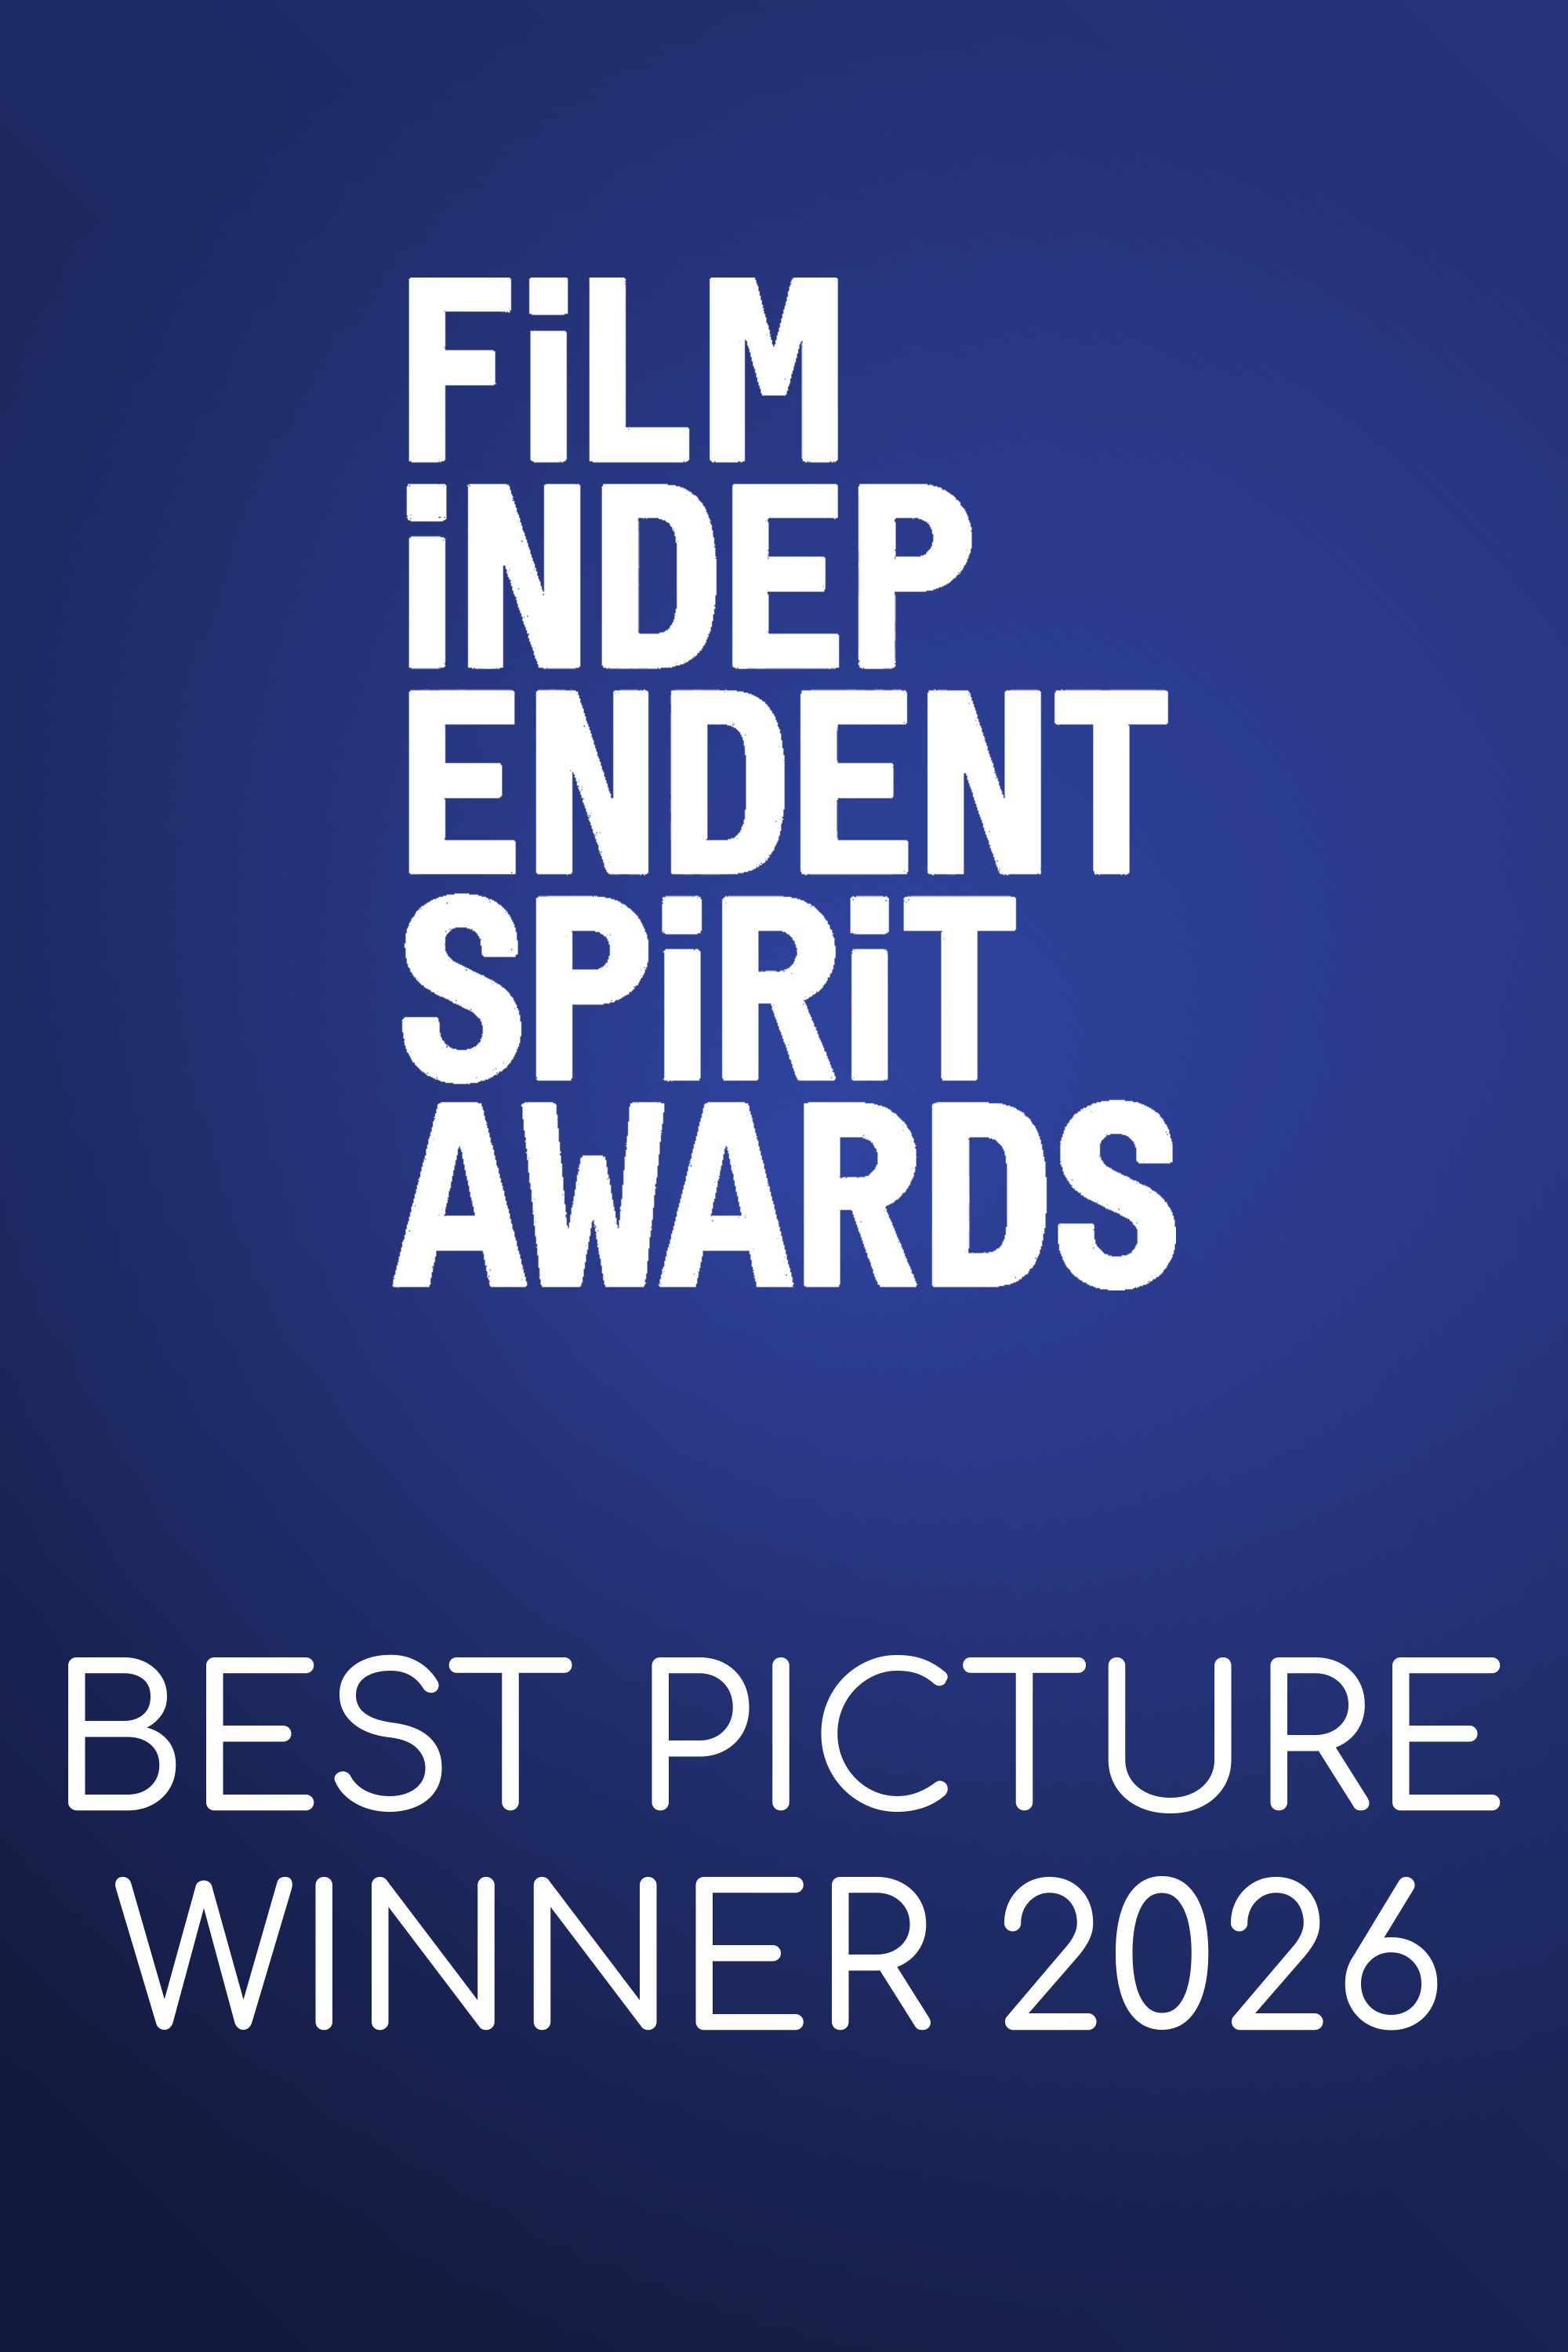 FiLM
iNDEP
ENDENT
SPiRiT
AWARDS
BEST PICTURE
WINNER 2026